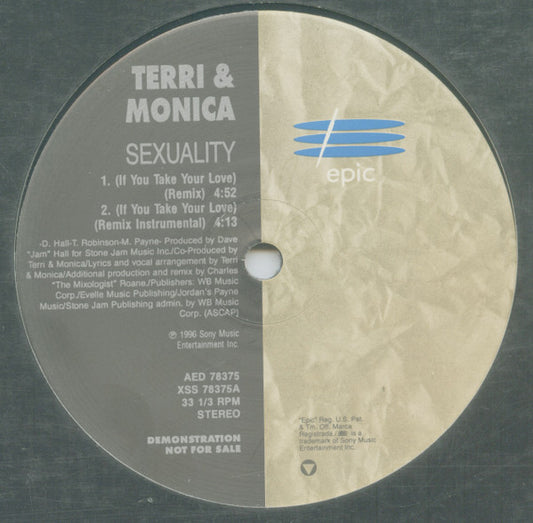 TERRI &
MONICA
SEXUALITY
1. (If You Take Your Love)
(Remix) 4:52
2. (If You Take Your Love)
(Remix Instrumental) 4:13
-D. Hall-T. Robinson-M. Payne- Produced by Dave
"Jam" Hall for Stone Jam Music Inc./Co-Produced by
Terri & Monica/Lyrics and vocal arrangement by Terri
& Monica/Additional production and remix by Charles
"The Mixologist" Roane./Publishers: WB Music
Corp./Evelle Music Publishing/Jordan's Payne
Music/Stone Jam Publishing admin. by WB Music
Corp. (ASCAP)
℗ 1996 Sony Music
Entertainment Inc.
AED 78375
XSS 78375A
33 1/3 RPM
STEREO
DEMONSTRATION
NOT FOR SALE
epic
"Epic" Reg. U.S. Pat.
& Tm. Off. Marca
Registrada./ is a
trademark of Sony Music
Entertainment Inc.